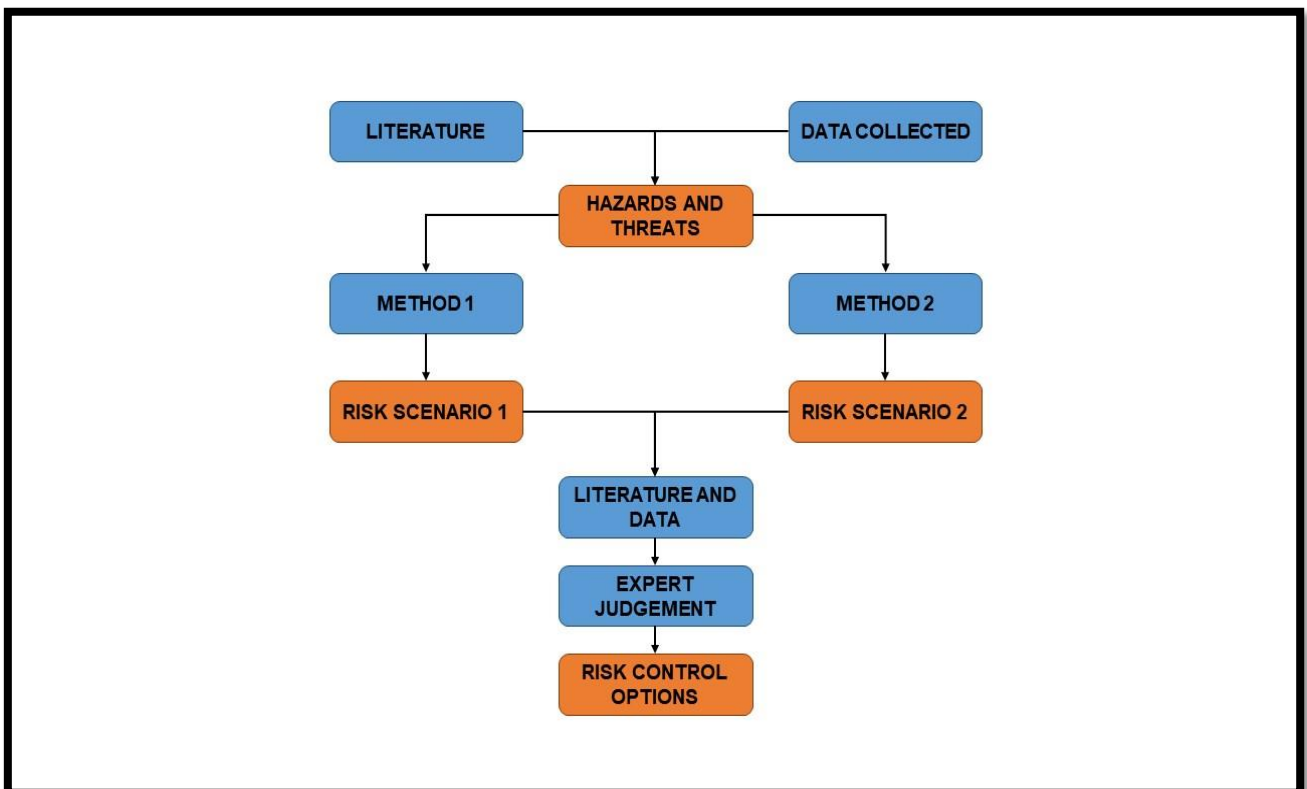 LITERATURE
DATA COLLECTED
HAZARDS AND
THREATS
METHOD 1
METHOD 2
RISK SCENARIO 1
RISK SCENARIO 2
LITERATURE AND
DATA
EXPERT
JUDGEMENT
RISK CONTROL
OPTIONS